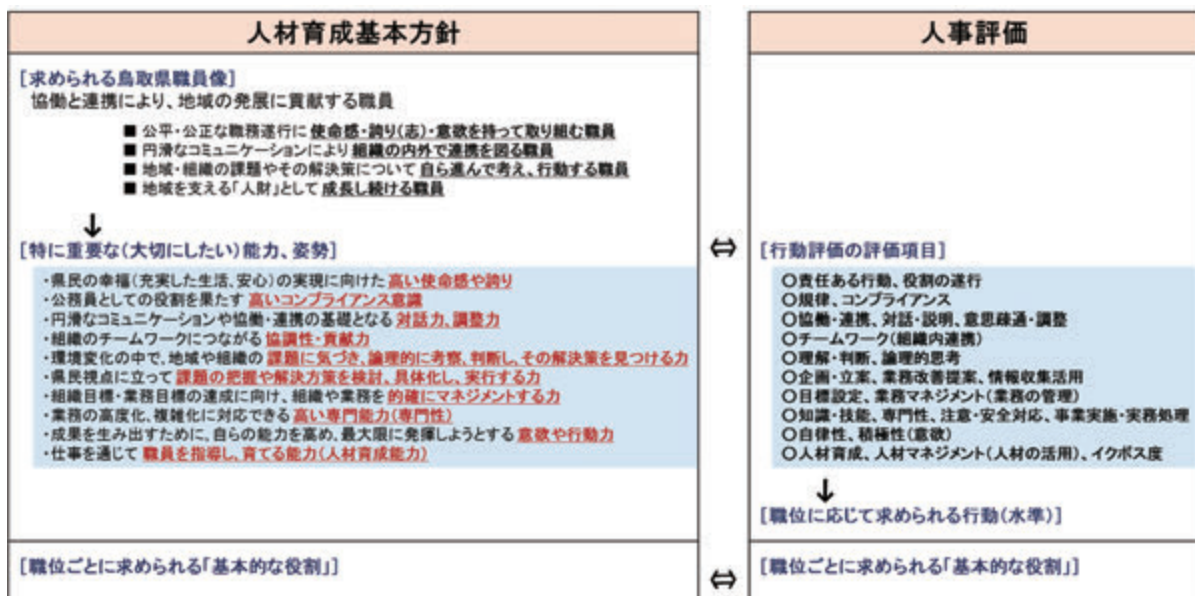 人材育成基本方針
[求められる鳥取県職員像]
協働と連携により、地域の発展に貢献する職員
■ 公平・公正な職務遂行に 使命感・誇り(志)・意欲を持って取り組む職員
■ 円滑なコミュニケーションにより 組織の内外で連携を図る職員
■ 地域・組織の課題やその解決策について 自ら進んで考え、行動する職員
■ 地域を支える「人財」として 成長し続ける職員
↓
[特に重要な(大切にしたい)能力、姿勢]
・県民の幸福(充実した生活、安心)の実現に向けた 高い使命感や誇り
・公務員としての役割を果たす 高いコンプライアンス意識
・円滑なコミュニケーションや協働・連携の基礎となる 対話力、調整力
・組織のチームワークにつながる 協調性・貢献力
・環境変化の中で、地域や組織の 課題に気づき、論理的に考察、判断し、その解決策を見つける力
・県民視点に立って 課題の把握や解決方策を検討、具体化し、実行する力
・組織目標・業務目標の達成に向け、組織や業務を 的確にマネジメントする力
・業務の高度化、複雑化に対応できる 高い専門能力(専門性)
・成果を生み出すために、自らの能力を高め、最大限に発揮しようとする 意欲や行動力
・仕事を通じて 職員を指導し、育てる能力(人材育成能力)
[職位ごとに求められる「基本的な役割」]
⇔
⇔
人事評価
[行動評価の評価項目]
○責任ある行動、役割の遂行
○規律、コンプライアンス
○協働・連携、対話・説明、意思疎通・調整
○チームワーク(組織内連携)
○理解・判断、論理的思考
○企画・立案、業務改善提案、情報収集活用
○目標設定、業務マネジメント(業務の管理)
○知識・技能、専門性、注意・安全対応、事業実施・実務処理
○自律性、積極性(意欲)
○人材育成、人材マネジメント(人材の活用)、イクボス度
↓
[職位に応じて求められる行動(水準)]
[職位ごとに求められる「基本的な役割」]